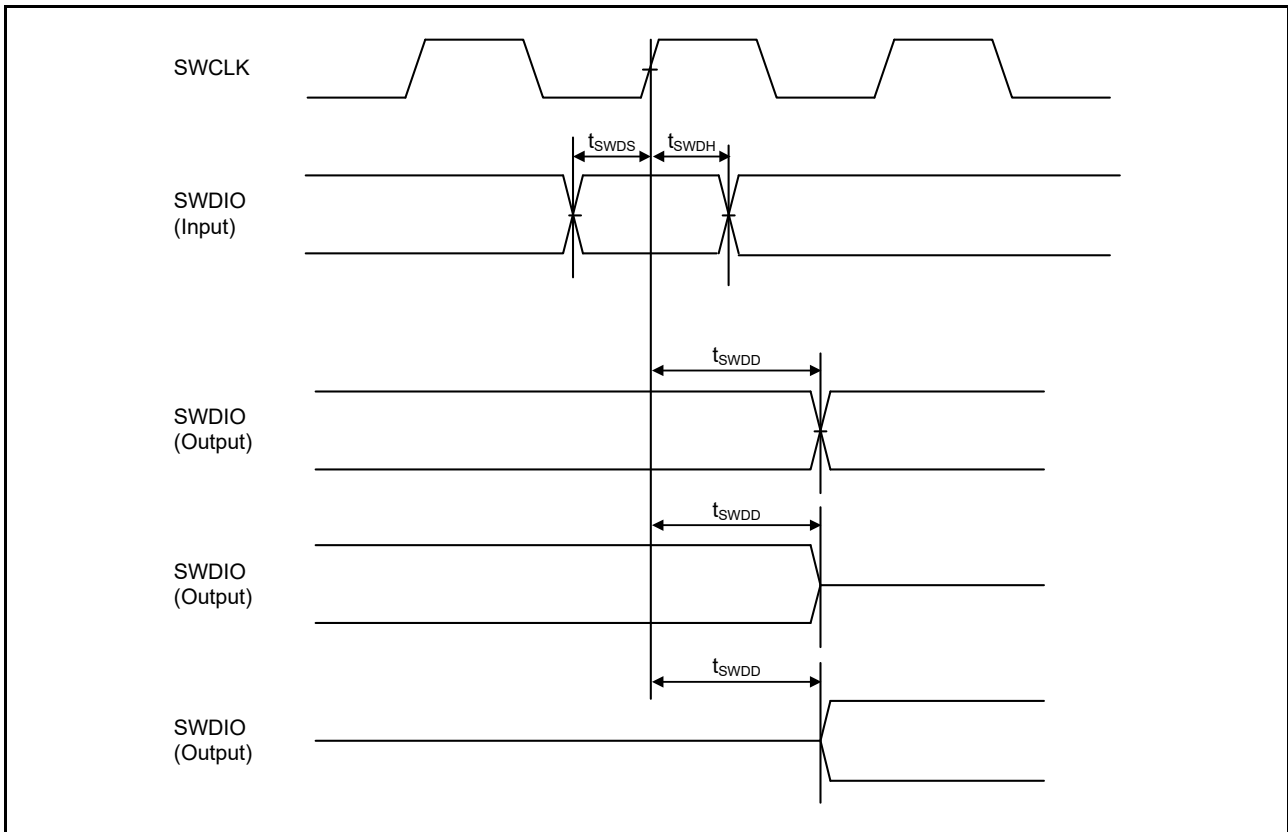 SWCLK
tSWDS
tSWDH
SWDIO
(Input)
tSWDD
SWDIO
(Output)
tSWDD
SWDIO
(Output)
tSWDD
SWDIO
(Output)